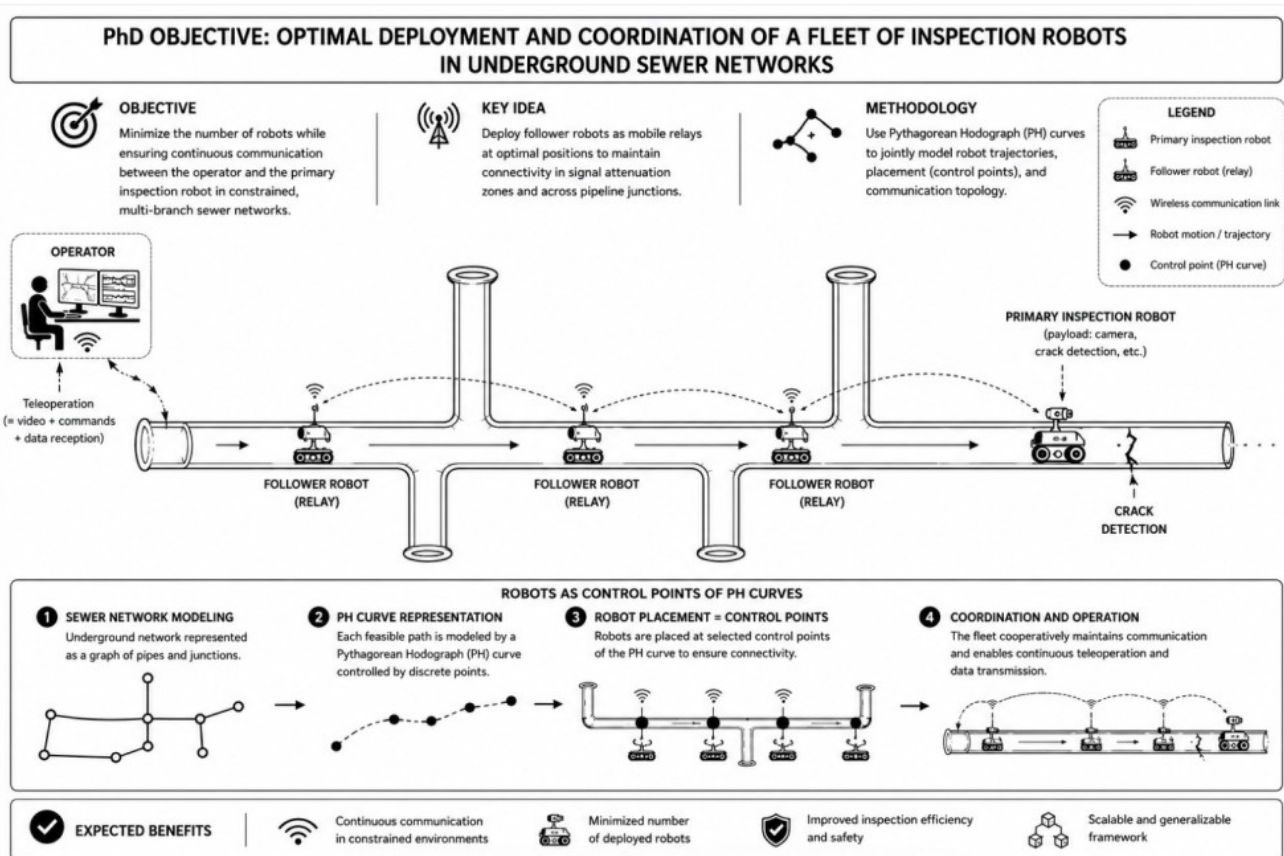 PhD OBJECTIVE: OPTIMAL DEPLOYMENT AND COORDINATION OF A FLEET OF INSPECTION ROBOTS
IN UNDERGROUND SEWER NETWORKS
OBJECTIVE
Minimize the number of robots while
ensuring continuous communication
between the operator and the primary
inspection robot in constrained,
multi-branch sewer networks.
KEY IDEA
Deploy follower robots as mobile relays
at optimal positions to maintain
connectivity in signal attenuation
zones and across pipeline junctions.
METHODOLOGY
Use Pythagorean Hodograph (PH) curves
to jointly model robot trajectories,
placement (control points), and
communication topology.
LEGEND
Primary inspection robot
Follower robot (relay)
Wireless communication link
Robot motion / trajectory
Control point (PH curve)
OPERATOR
Teleoperation
(= video + commands
+ data reception)
PRIMARY INSPECTION ROBOT
(payload: camera,
crack detection, etc.)
FOLLOWER ROBOT
(RELAY)
FOLLOWER ROBOT
(RELAY)
FOLLOWER ROBOT
(RELAY)
CRACK
DETECTION
ROBOTS AS CONTROL POINTS OF PH CURVES
1 SEWER NETWORK MODELING
Underground network represented
as a graph of pipes and junctions.
2 PH CURVE REPRESENTATION
Each feasible path is modeled by a
Pythagorean Hodograph (PH) curve
controlled by discrete points.
3 ROBOT PLACEMENT = CONTROL POINTS
Robots are placed at selected control points
of the PH curve to ensure connectivity.
4 COORDINATION AND OPERATION
The fleet cooperatively maintains communication
and enables continuous teleoperation and
data transmission.
EXPECTED BENEFITS
Continuous communication
in constrained environments
Minimized number
of deployed robots
Improved inspection efficiency
and safety
Scalable and generalizable
framework